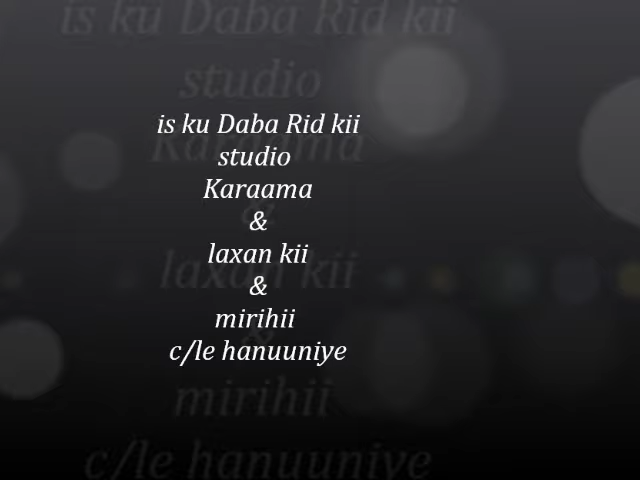 is ku Daba Rid kii
studio
Karaama
&
laxan kii
&
mirihii
c/le hanuuniye